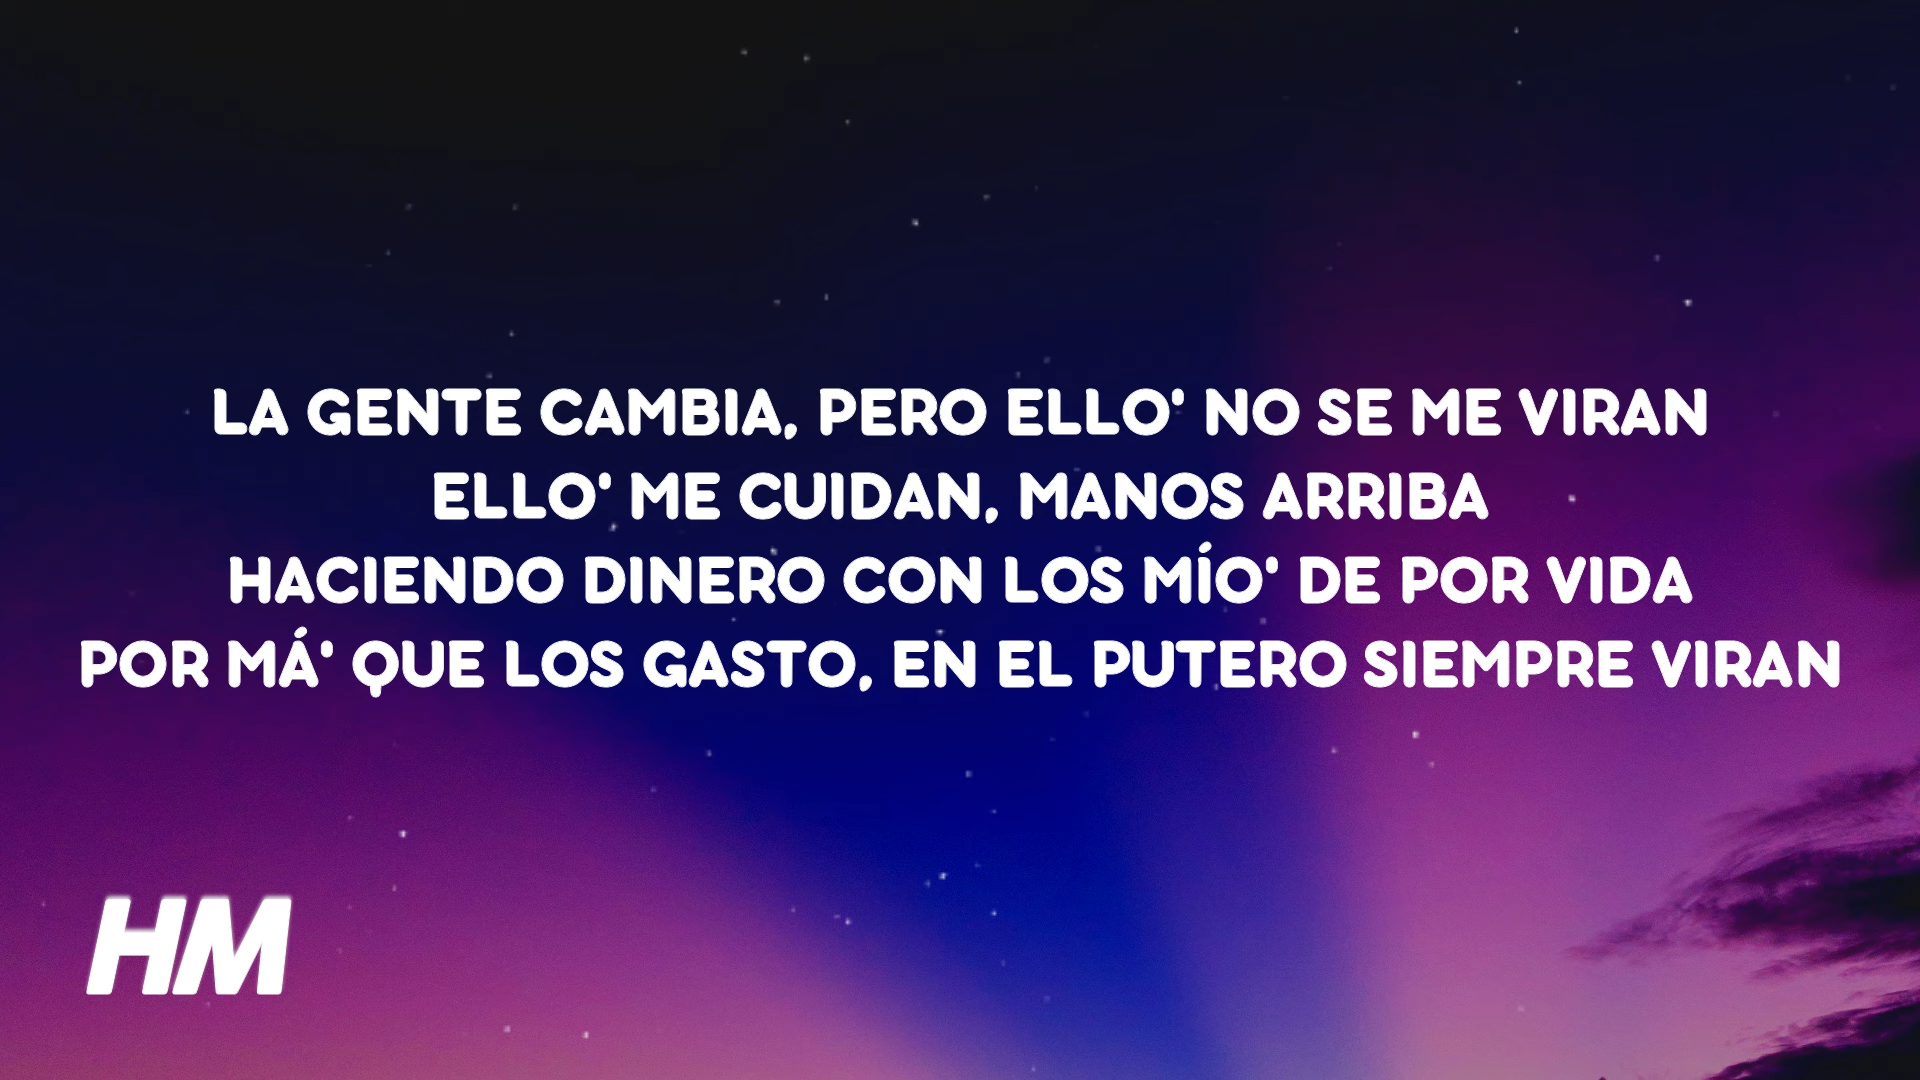 LA GENTE CAMBIA, PERO ELLO' NO SE ME VIRAN
ELLO' ME CUIDAN, MANOS ARRIBA
HACIENDO DINERO CON LOS MÍO' DE POR VIDA
POR MÁ' QUE LOS GASTO, EN EL PUTERO SIEMPRE VIRAN
HM